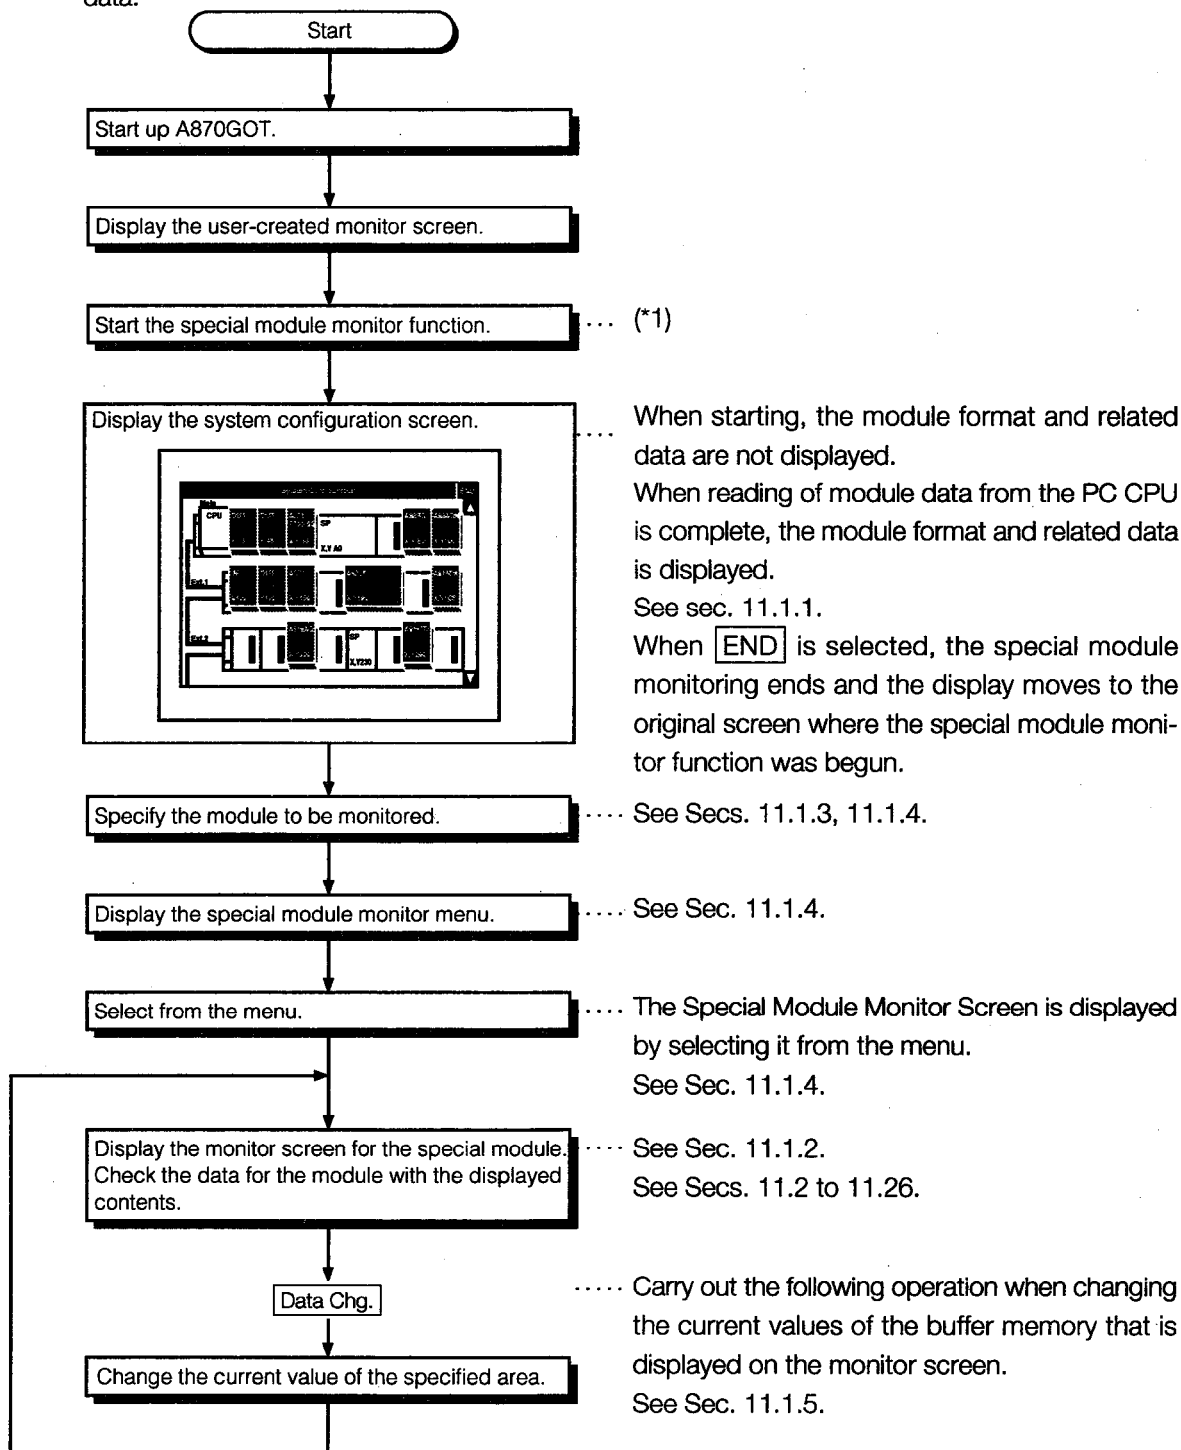 data.
Start
Start up A870GOT.
Display the user-created monitor screen.
Start the special module monitor function.
.... (*1)
Display the system configuration screen.
Main
CPU
SP
X,Y A0
Ext.1
Ext.2
SP
X,Y230
.... When starting, the module format and related
data are not displayed.
When reading of module data from the PC CPU
is complete, the module format and related data
is displayed.
See sec. 11.1.1.
When END is selected, the special module
monitoring ends and the display moves to the
original screen where the special module moni-
tor function was begun.
Specify the module to be monitored.
..... See Secs. 11.1.3, 11.1.4.
Display the special module monitor menu.
..... See Sec. 11.1.4.
Select from the menu.
..... The Special Module Monitor Screen is displayed
by selecting it from the menu.
See Sec. 11.1.4.
Display the monitor screen for the special module.
Check the data for the module with the displayed
contents.
..... See Sec. 11.1.2.
See Secs. 11.2 to 11.26.
Data Chg.
..... Carry out the following operation when changing
the current values of the buffer memory that is
displayed on the monitor screen.
See Sec. 11.1.5.
Change the current value of the specified area.